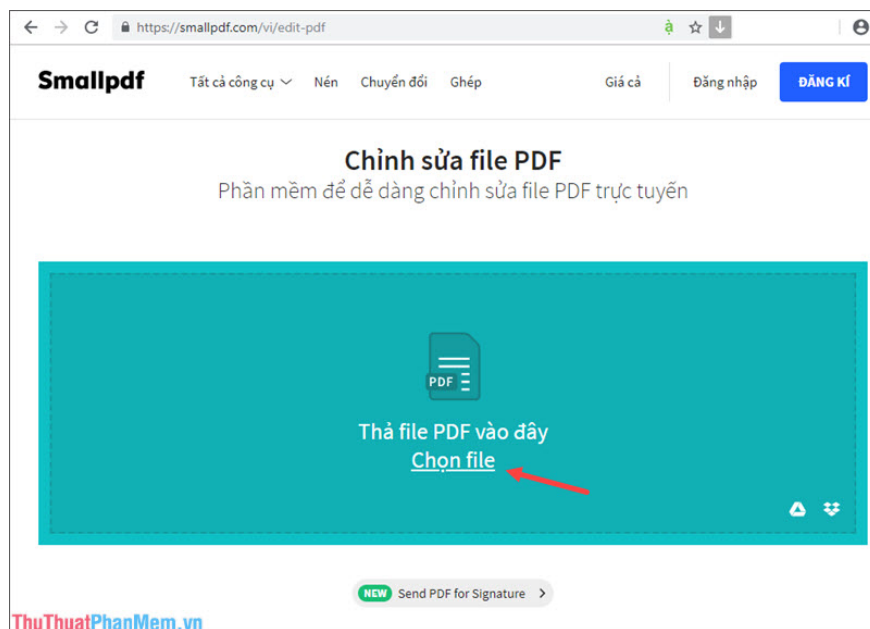 https://smallpdf.com/vi/edit-pdf
Smallpdf Tất cả công cụ Nén Chuyển đổi Ghép Giá cả Đăng nhập ĐĂNG KÍ
Chỉnh sửa file PDF
Phần mềm để dễ dàng chỉnh sửa file PDF trực tuyến
PDF
Thả file PDF vào đây
Chọn file
NEW Send PDF for Signature
ThuThuatPhanMem.vn